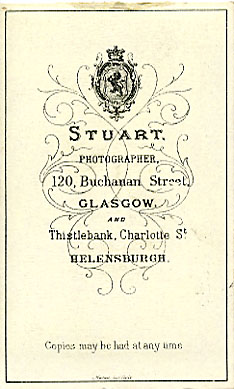 STUART,
PHOTOGRAPHER,
120, Buchanan Street,
GLASGOW,
AND
Thistlebank, Charlotte St
HELENSBURGH.
Copies may be had at any time